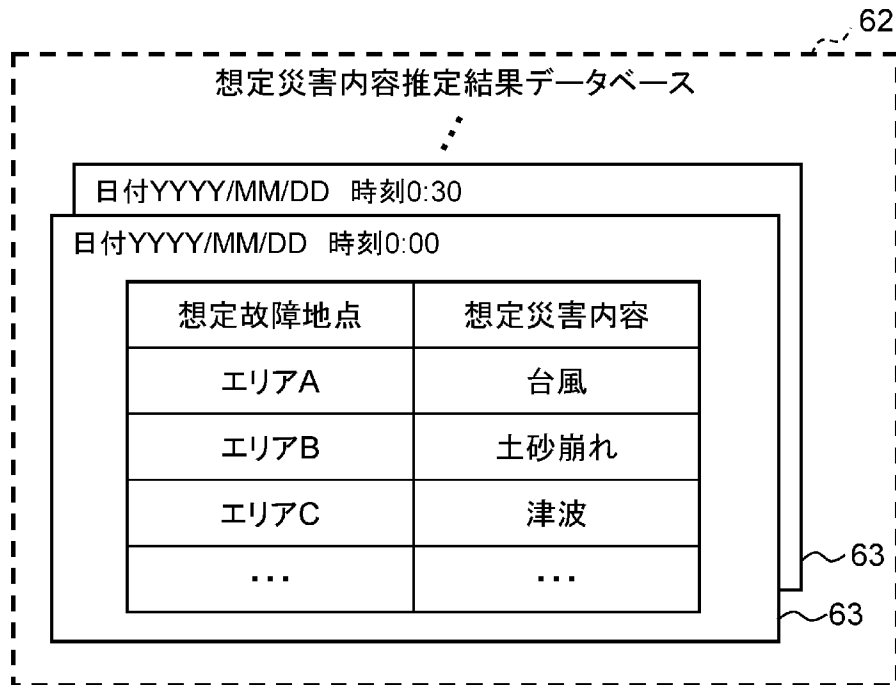 62
想定災害内容推定結果データベース
日付YYYY/MM/DD 時刻0:30
日付YYYY/MM/DD 時刻0:00
想定故障地点 想定災害内容
エリアA 台風
エリアB 土砂崩れ
エリアC 津波
… …
63
63